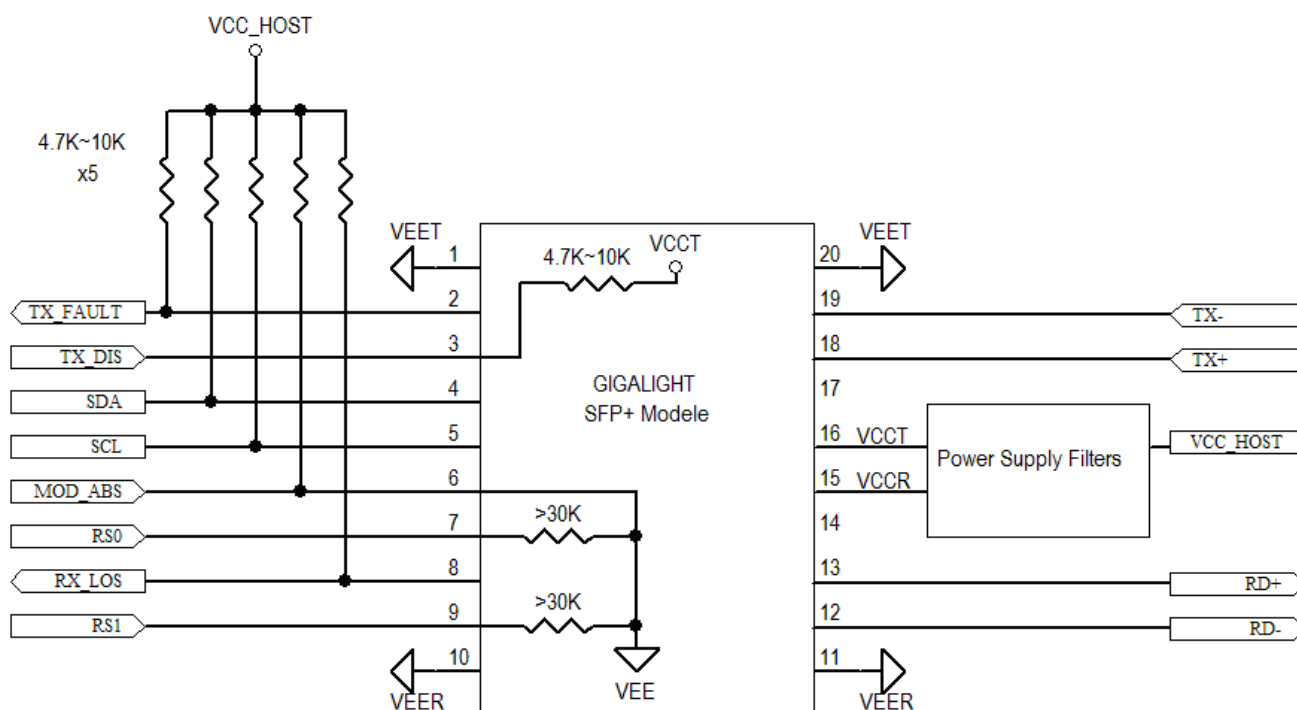 VCC_HOST
4.7K~10K
x5
VEET
1
4.7K~10K
VCCT
20
VEET
TX_FAULT
2
19
TX-
TX_DIS
3
18
TX+
SDA
4
GIGALIGHT
SFP+ Modele
17
SCL
5
16
VCCT
Power Supply Filters
VCC_HOST
MOD_ABS
6
15
VCCR
RS0
7
>30K
14
RX_LOS
8
13
RD+
RS1
9
>30K
12
RD-
10
VEER
VEE
11
VEER